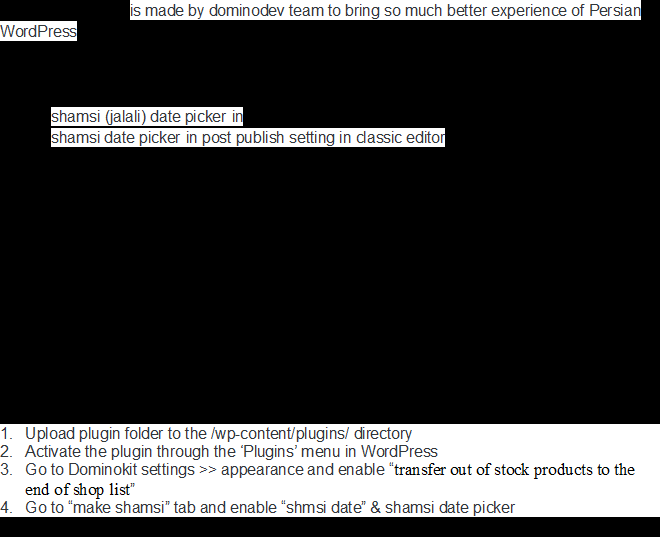 is made by dominodev team to bring so much better experience of Persian
WordPress
shamsi (jalali) date picker in
shamsi date picker in post publish setting in classic editor
1. Upload plugin folder to the /wp-content/plugins/ directory
2. Activate the plugin through the ‘Plugins’ menu in WordPress
3. Go to Dominokit settings >> appearance and enable “transfer out of stock products to the
end of shop list”
4. Go to “make shamsi” tab and enable “shmsi date” & shamsi date picker